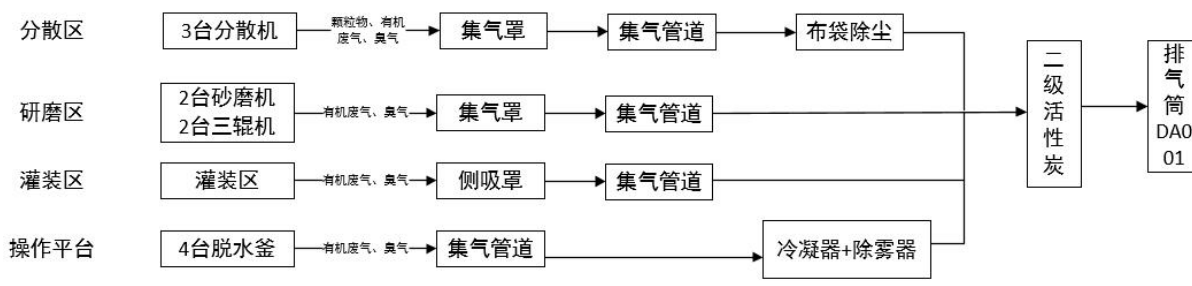 分散区
3台分散机
颗粒物、有机
废气、臭气
集气罩
集气管道
布袋除尘
研磨区
2台砂磨机
2台三辊机
有机废气、臭气
集气罩
集气管道
灌装区
灌装区
有机废气、臭气
侧吸罩
集气管道
操作平台
4台脱水釜
有机废气、臭气
集气管道
冷凝器+除雾器
二
级
活
性
炭
排
气
筒
DA0
01